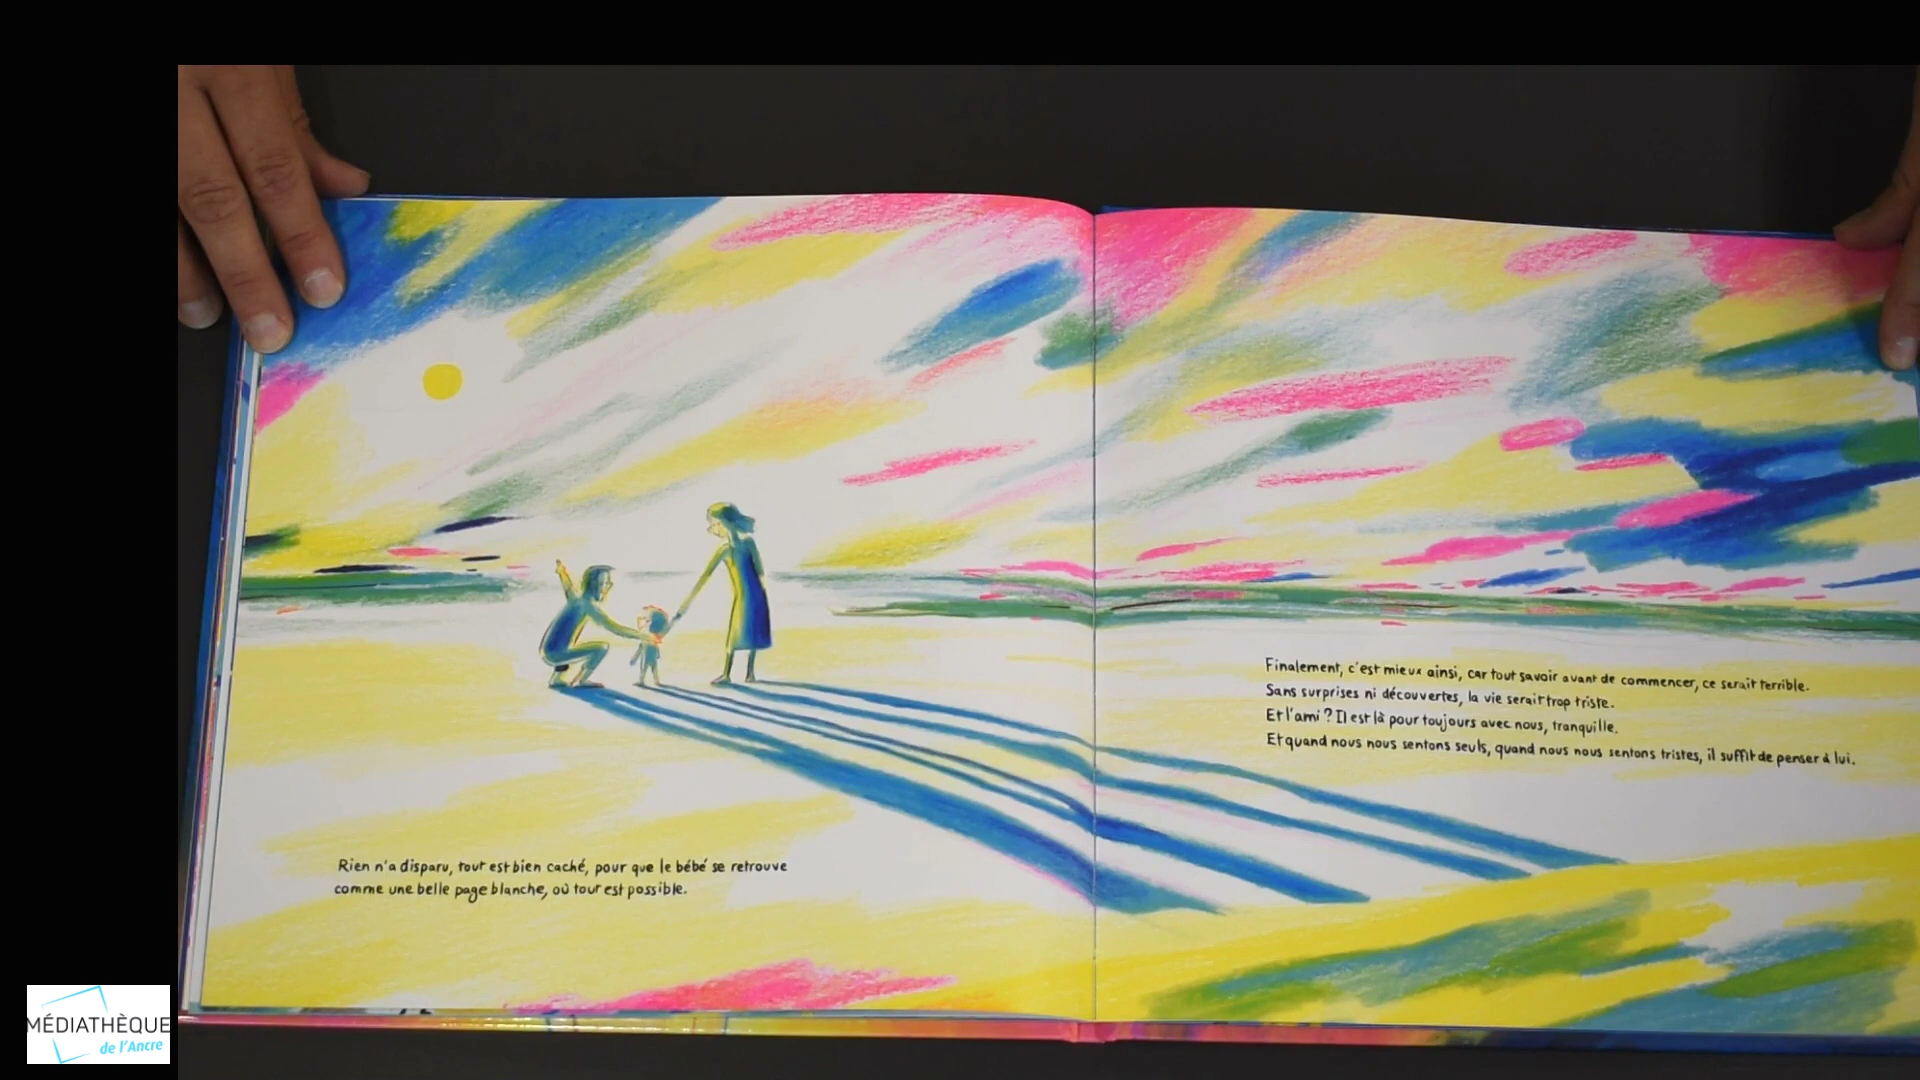 Rien n'a disparu, tout est bien caché, pour que le bébé se retrouve
comme une belle page blanche, où tout est possible.
Finalement, c'est mieux ainsi, car tout savoir avant de commencer, ce serait terrible.
Sans surprises ni découvertes, la vie serait trop triste.
Et l'ami ? Il est là pour toujours avec nous, tranquille.
Et quand nous nous sentons seuls, quand nous nous sentons tristes, il suffit de penser à lui.
MÉDIATHÈQUE
de l'Ancre